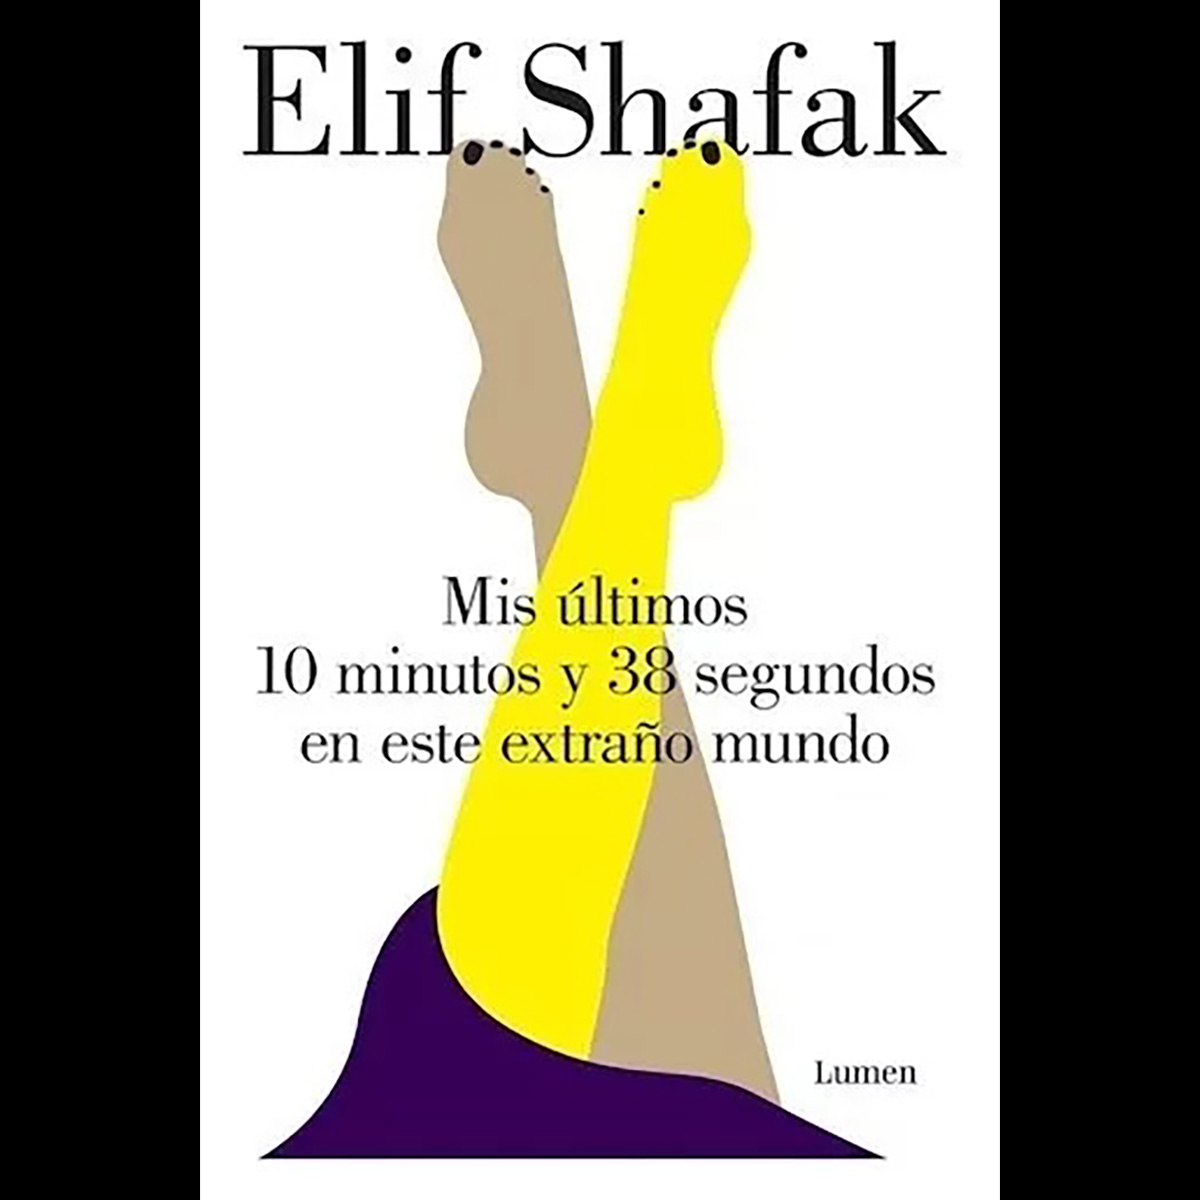 Elif Shafak
Mis últimos
10 minutos y 38 segundos
en este extraño mundo
Lumen